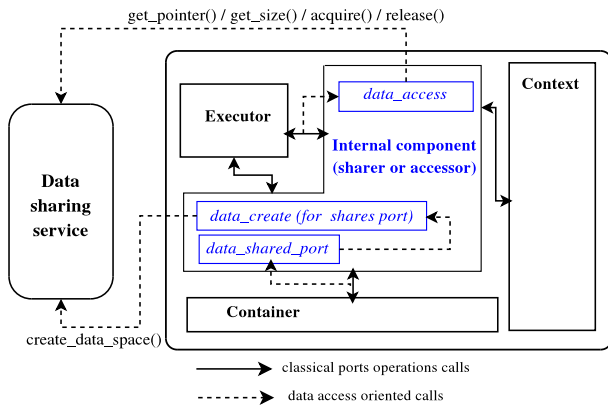 get_pointer() / get_size() / acquire() / release()
data_access
Context
Executor
Internal component
(sharer or accessor)
Data
sharing
service
data_create (for shares port)
data_shared_port
Container
create_data_space()
classical ports operations calls
data access oriented calls